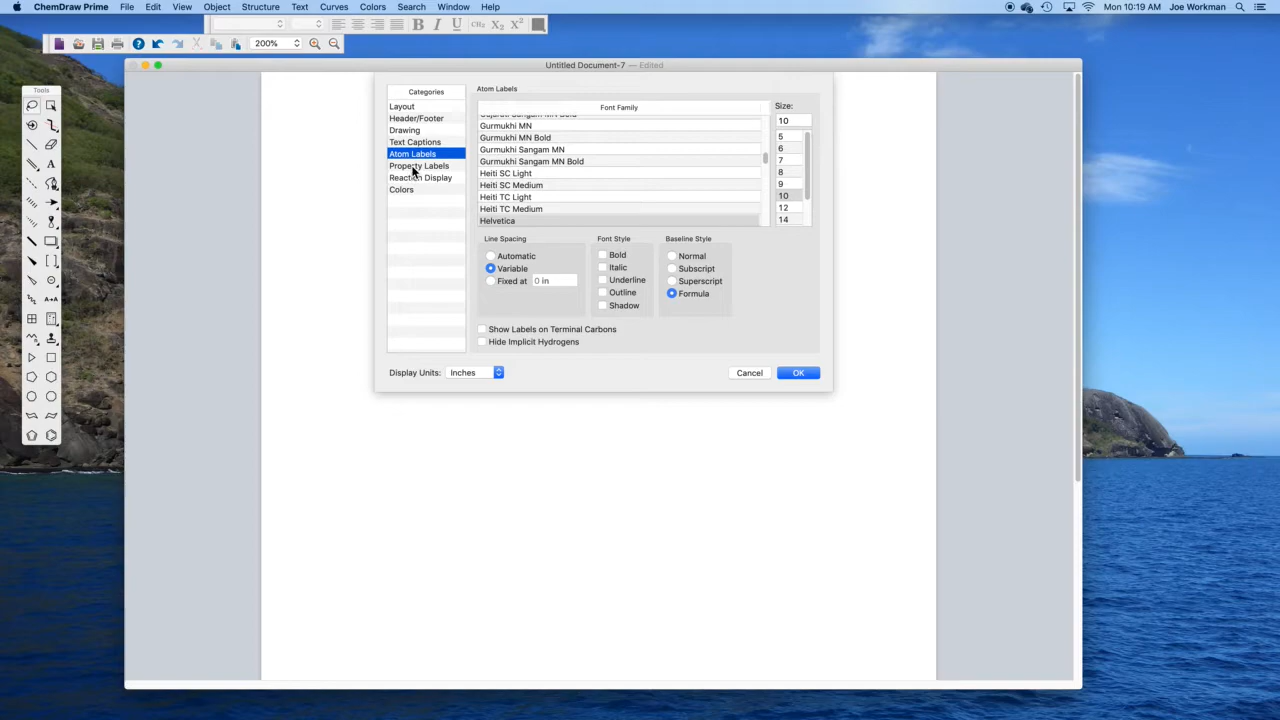 ChemDraw Prime File Edit View Object Structure Text Curves Colors Search Window Help Mon 10:19 AM Joe Workman
B I U CH₂ X₂ X²
200%
Untitled Document-7 — Edited
Tools
A
A→A
Categories
Layout
Header/Footer
Drawing
Text Captions
Atom Labels
Property Labels
Reaction Display
Colors
Atom Labels
Font Family
Gurmukhi MN
Gurmukhi MN Bold
Gurmukhi Sangam MN
Gurmukhi Sangam MN Bold
Heiti SC Light
Heiti SC Medium
Heiti TC Light
Heiti TC Medium
Helvetica
Size:
10
5
6
7
8
9
10
12
14
Line Spacing
Automatic
Variable
Fixed at 0 in
Font Style
Bold
Italic
Underline
Outline
Shadow
Baseline Style
Normal
Subscript
Superscript
Formula
Show Labels on Terminal Carbons
Hide Implicit Hydrogens
Display Units: Inches
Cancel OK